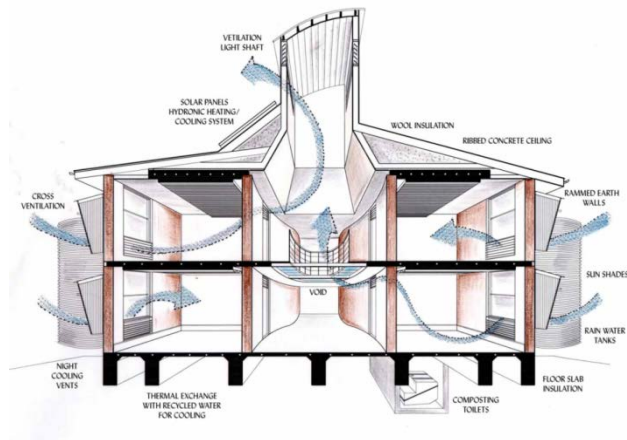 VETILATION
LIGHT SHAFT
SOLAR PANELS
HYDRONIC HEATING/
COOLING SYSTEM
WOOL INSULATION
RIBBED CONCRETE CEILING
CROSS
VENTILATION
RAMMED EARTH
WALLS
SUN SHADES
VOID
RAIN WATER
TANKS
NIGHT
COOLING
VENTS
THERMAL EXCHANGE
WITH RECYCLED WATER
FOR COOLING
COMPOSTING
TOILETS
FLOOR SLAB
INSULATION